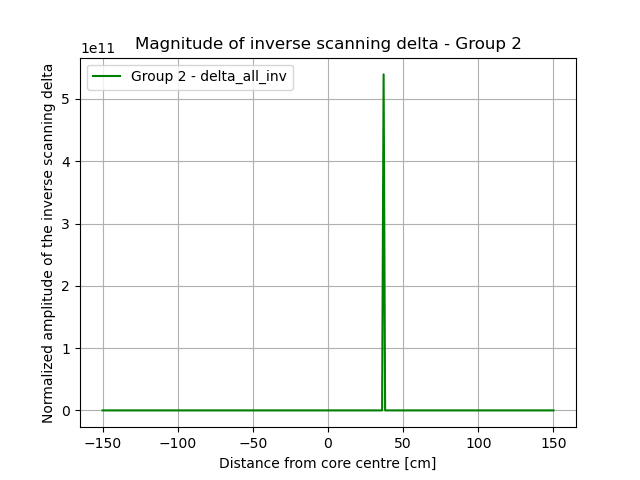 Magnitude of inverse scanning delta - Group 2
1e11
Group 2 - delta_all_inv
Normalized amplitude of the inverse scanning delta
5
4
3
2
1
0
−150 −100 −50 0 50 100 150
Distance from core centre [cm]